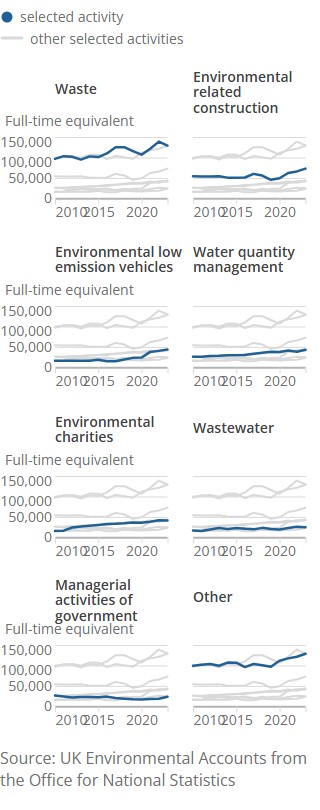 selected activity
other selected activities
Waste
Full-time equivalent
150,000
100,000
50,000
0
2010 2015 2020
Environmental
related
construction
2010 2015 2020
Environmental low
emission vehicles
Full-time equivalent
150,000
100,000
50,000
0
2010 2015 2020
Water quantity
management
2010 2015 2020
Environmental
charities
Full-time equivalent
150,000
100,000
50,000
0
2010 2015 2020
Wastewater
2010 2015 2020
Managerial
activities of
government
Full-time equivalent
150,000
100,000
50,000
0
2010 2015 2020
Other
2010 2015 2020
Source: UK Environmental Accounts from
the Office for National Statistics